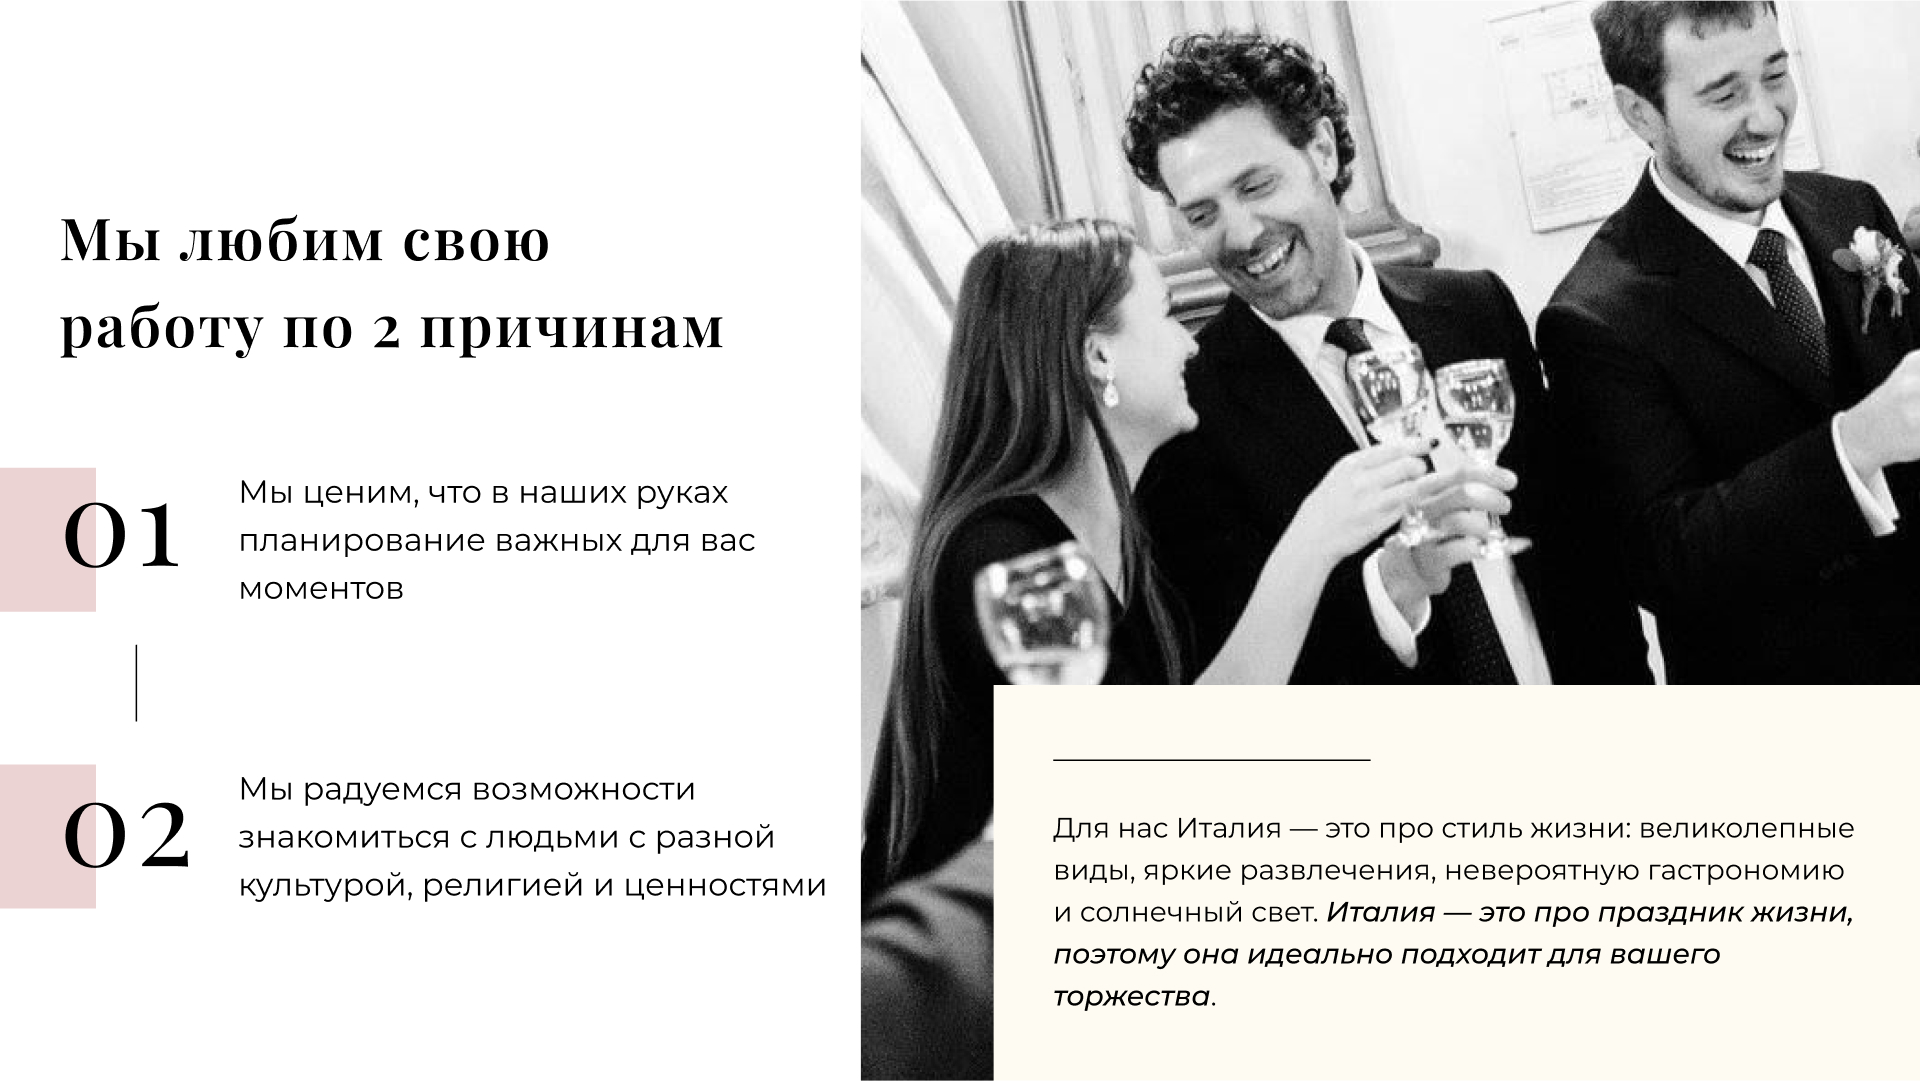 Мы любим свою
работу по 2 причинам
01
Мы ценим, что в наших руках
планирование важных для вас
моментов
02
Мы радуемся возможности
знакомиться с людьми с разной
культурой, религией и ценностями
Для нас Италия — это про стиль жизни: великолепные
виды, яркие развлечения, невероятную гастрономию
и солнечный свет. Италия — это про праздник жизни,
поэтому она идеально подходит для вашего
торжества.